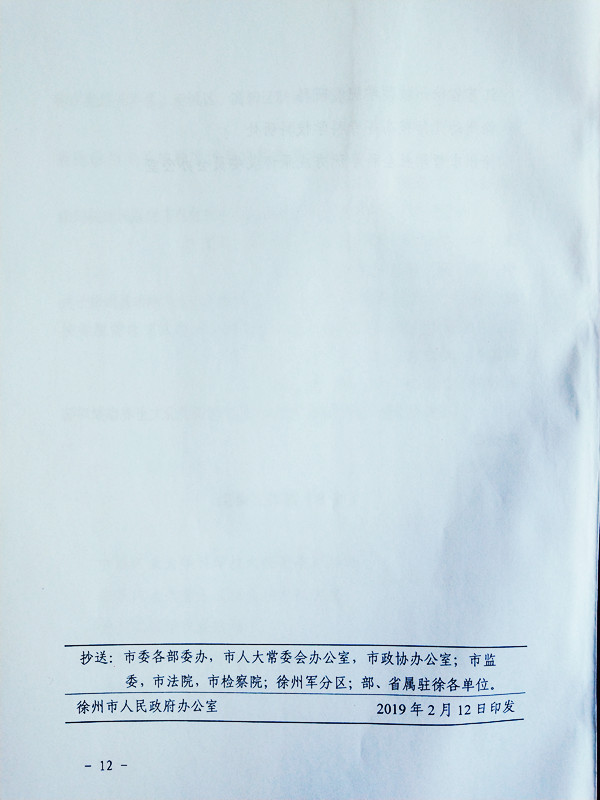 抄送：市委各部委办，市人大常委会办公室，市政协办公室；市监
委，市法院，市检察院；徐州军分区；部、省属驻徐各单位。
徐州市人民政府办公室 2019年2月12日印发
- 12 -